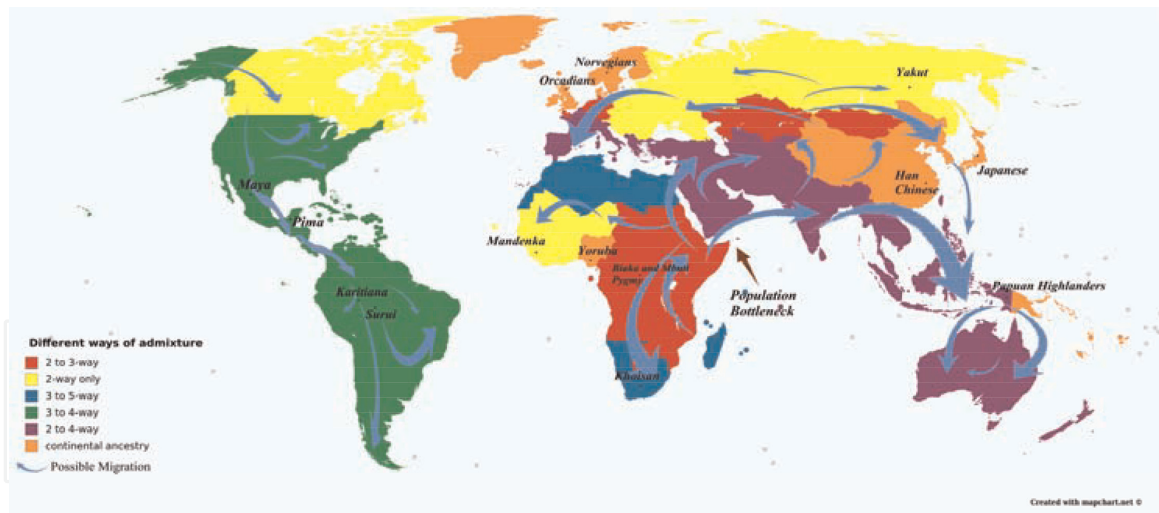 Norvegians
Orcadians
Yakut
Maya
Pima
Han
Chinese
Japanese
Mandenka
Yoruba
Biaka and Mbuti
Pygmy
Karitiana
Surui
Population
Bottleneck
Papuan Highlanders
Khoisan
Different ways of admixture
2 to 3-way
2-way only
3 to 5-way
3 to 4-way
2 to 4-way
continental ancestry
Possible Migration
Created with mapchart.net ©